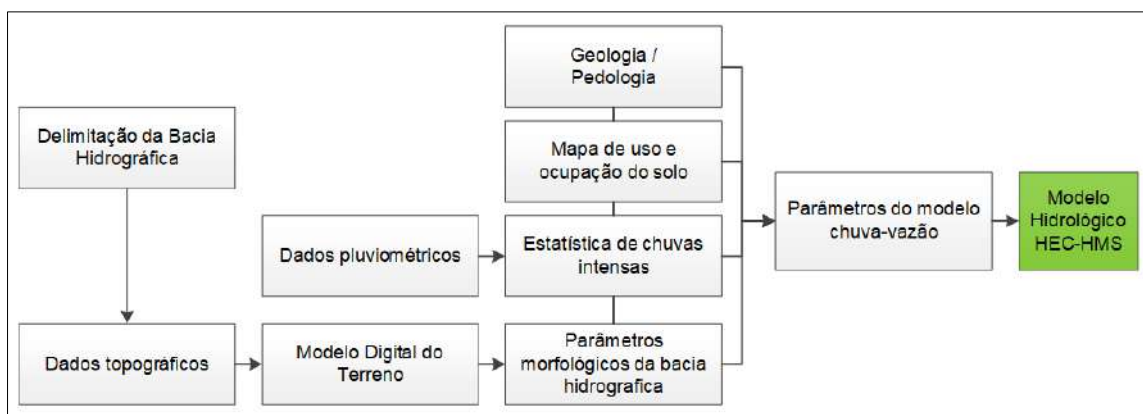 Geologia /
Pedologia
Delimitação da Bacia
Hidrográfica
Mapa de uso e
ocupação do solo
Parâmetros do modelo
chuva-vazão
Modelo
Hidrológico
HEC-HMS
Dados pluviométricos
Estatística de chuvas
intensas
Dados topográficos
Modelo Digital do
Terreno
Parâmetros
morfológicos da bacia
hidrografica